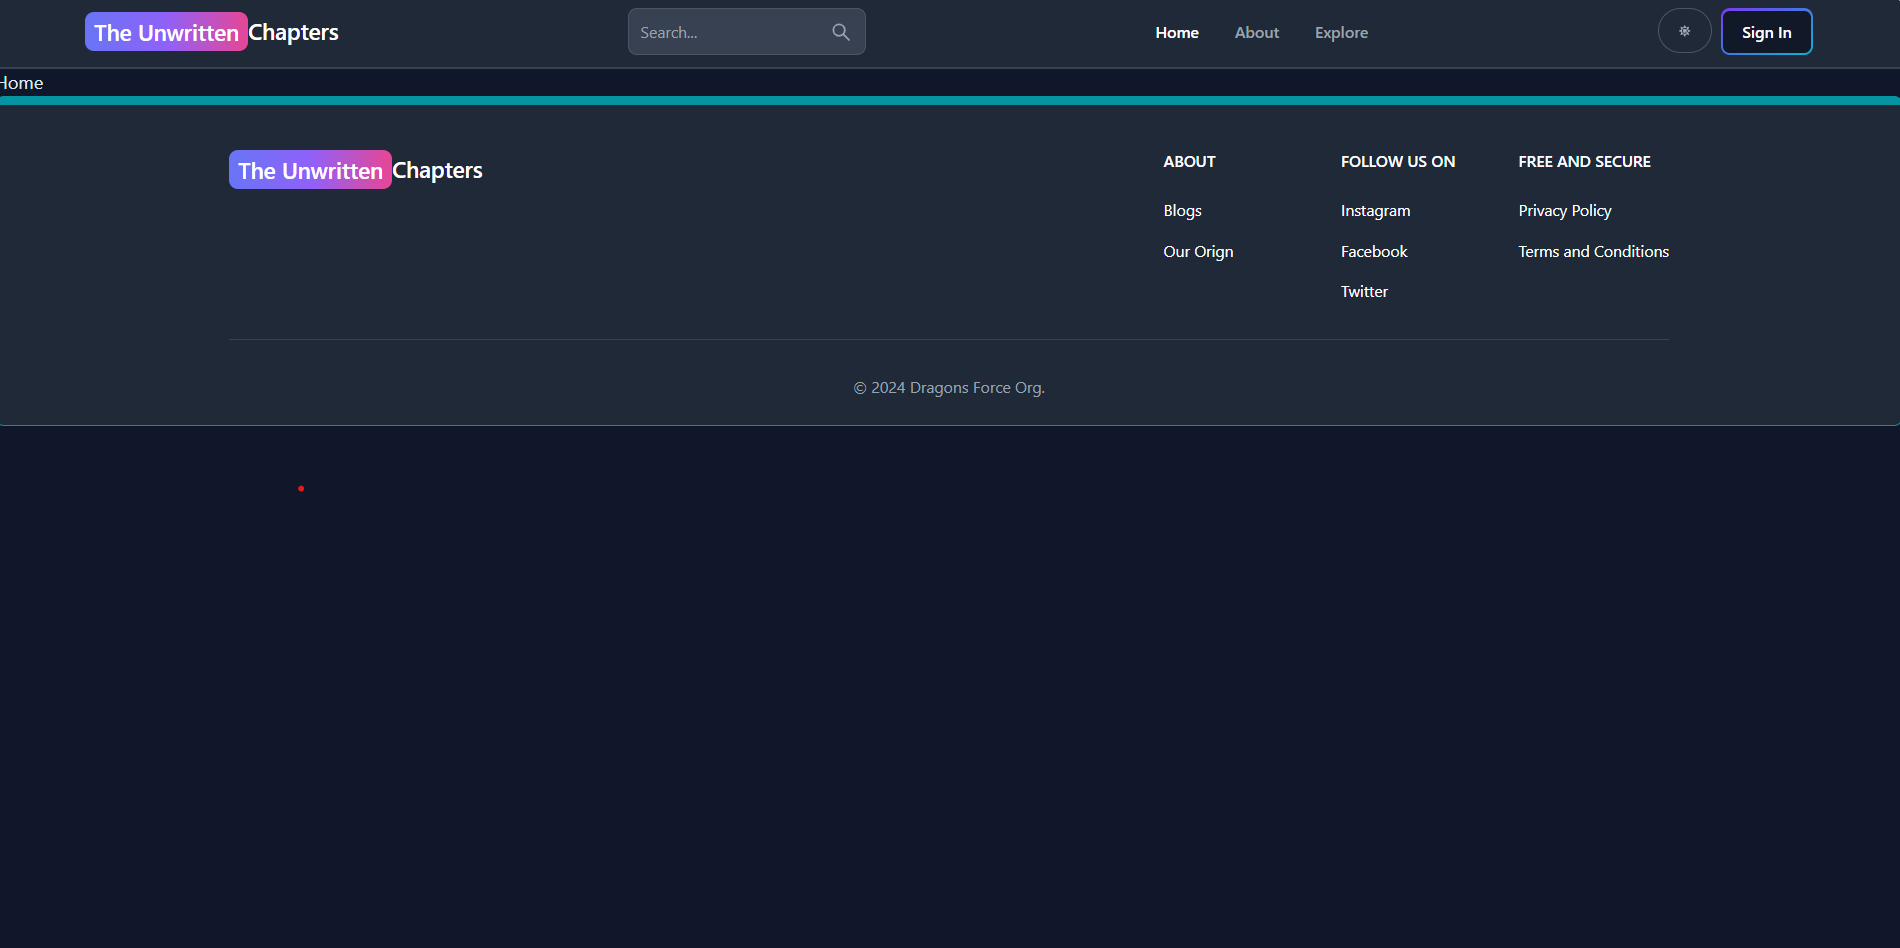 The Unwritten Chapters
Search...
Home About Explore
Sign In
Home
The Unwritten Chapters
ABOUT
Blogs
Our Orign
FOLLOW US ON
Instagram
Facebook
Twitter
FREE AND SECURE
Privacy Policy
Terms and Conditions
© 2024 Dragons Force Org.